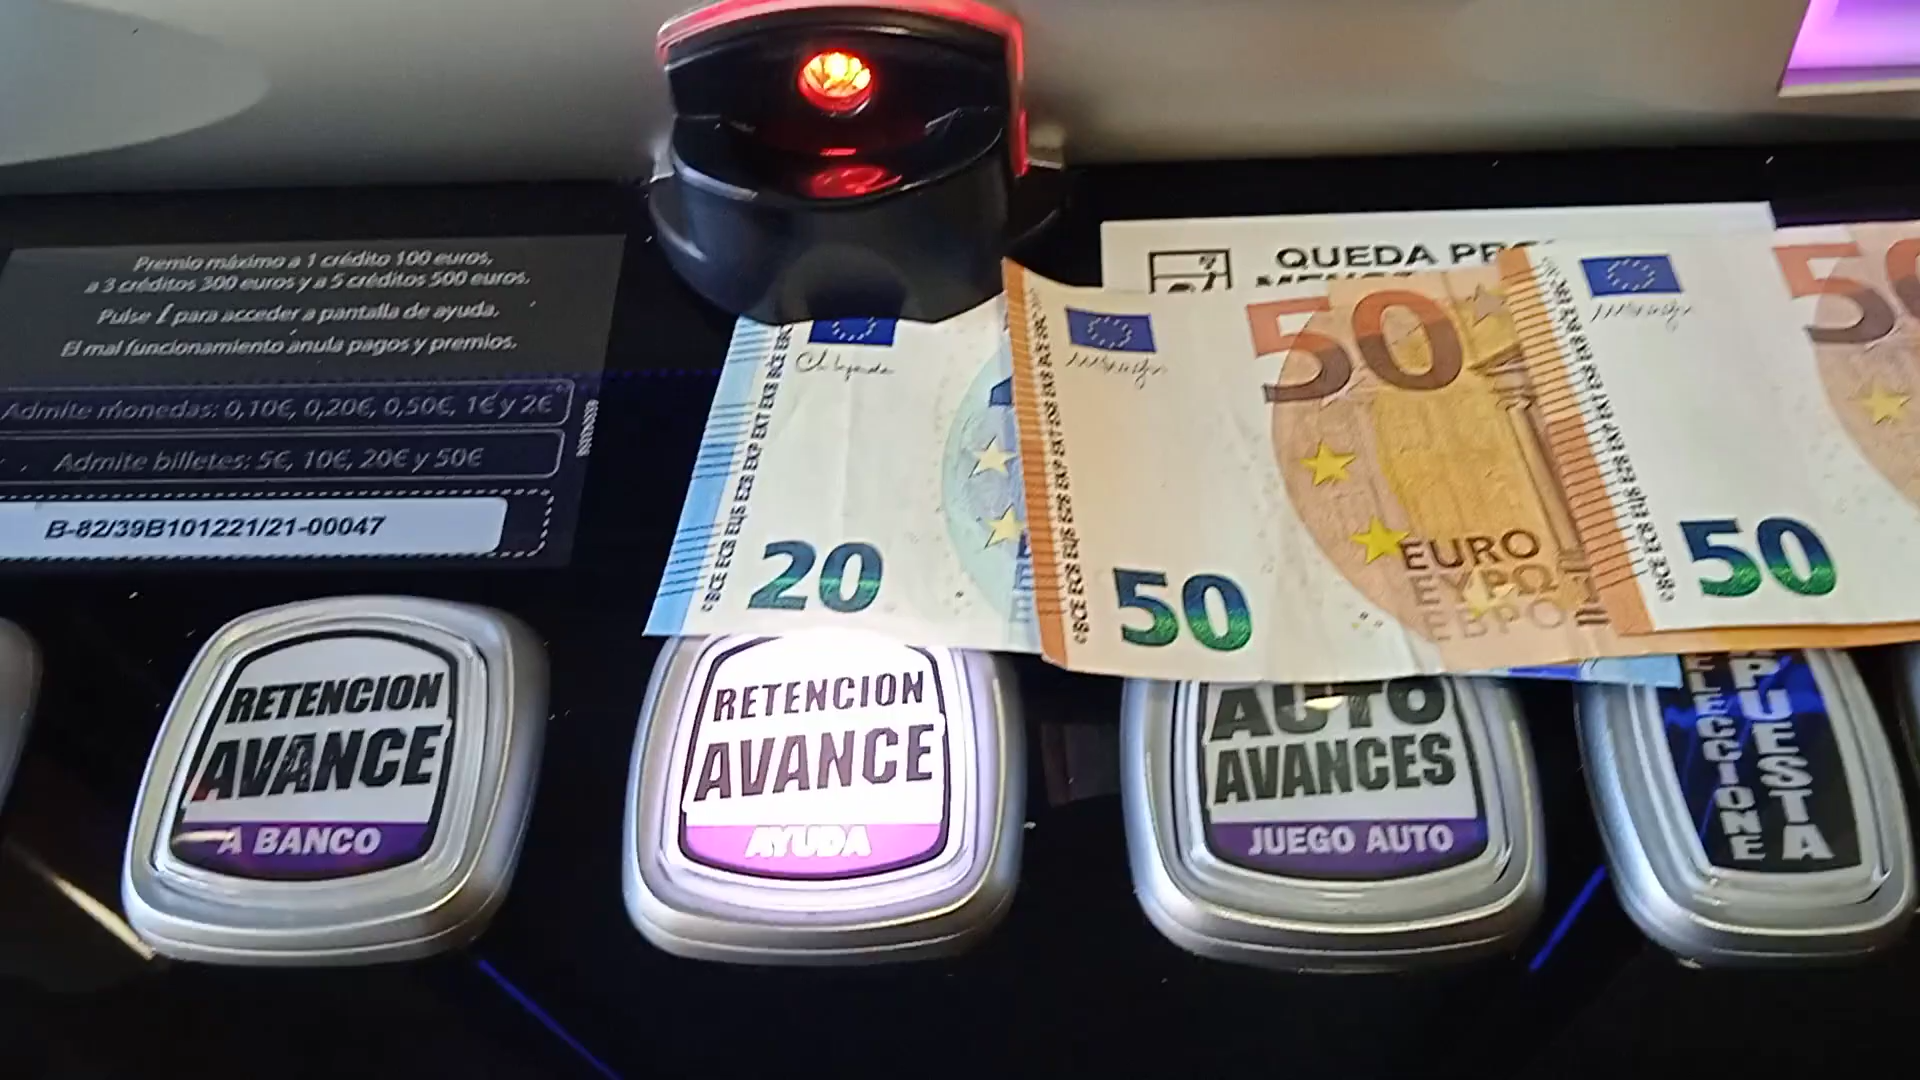 Premio máximo a 1 crédito 100 euros,
a 3 créditos 300 euros y a 5 créditos 500 euros.
Pulse i para acceder a pantalla de ayuda.
El mal funcionamiento anula pagos y premios.
Admite monedas: 0,10€, 0,20€, 0,50€, 1€ y 2€
Admite billetes: 5€, 10€, 20€ y 50€
B-82/39B101221/21-00047
QUEDA
20
50
50
EURO
ΕΥΡΩ
ЕВРО
50
50
RETENCION
AVANCE
A BANCO
RETENCION
AVANCE
AYUDA
AUTO
AVANCES
JUEGO AUTO
APUESTA